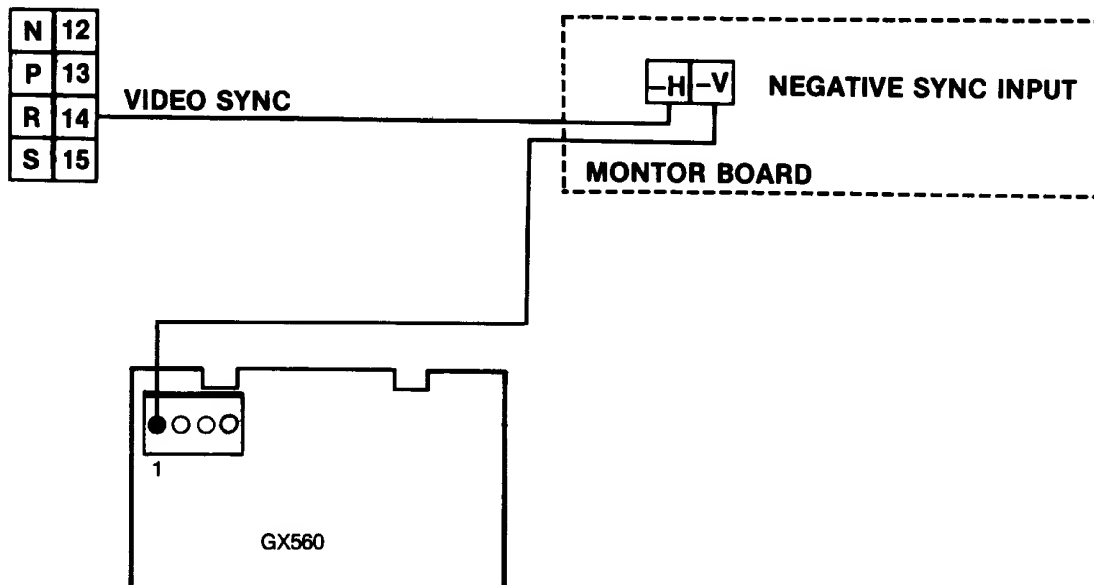 N 12
P 13
R 14
S 15
VIDEO SYNC
–H –V
NEGATIVE SYNC INPUT
MONTOR BOARD
1
GX560